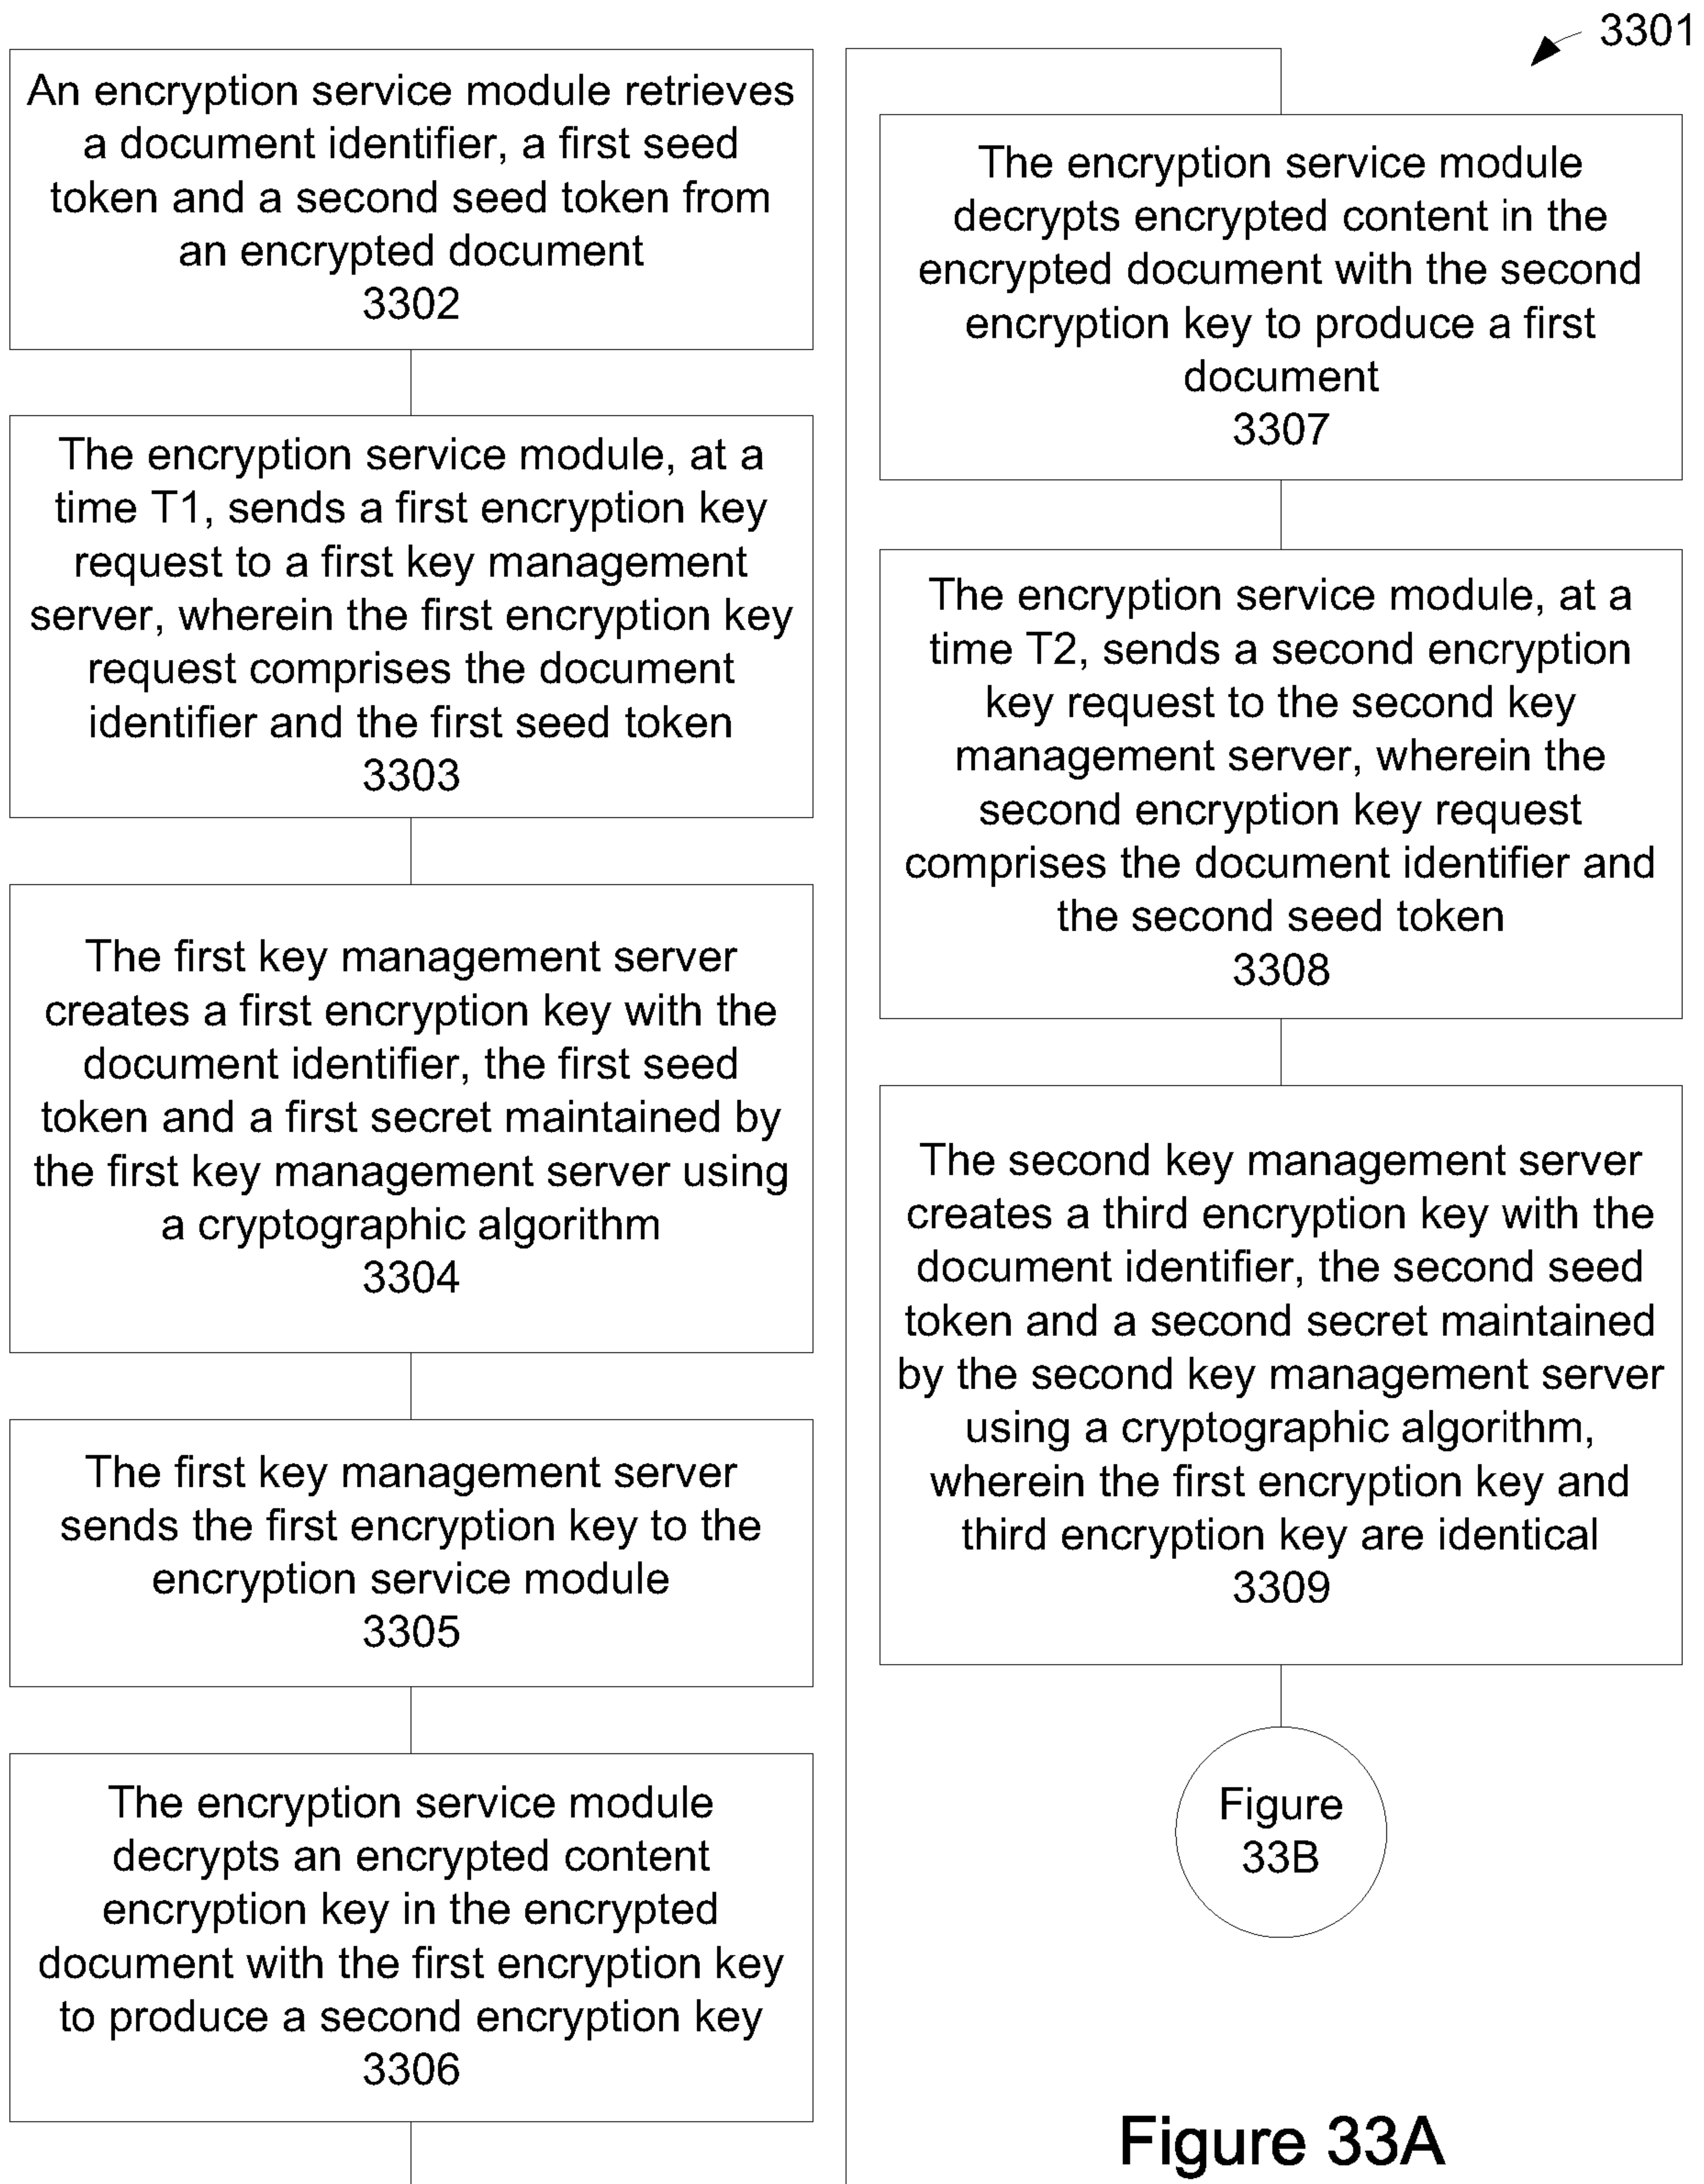 3301
An encryption service module retrieves
a document identifier, a first seed
token and a second seed token from
an encrypted document
3302
The encryption service module, at a
time T1, sends a first encryption key
request to a first key management
server, wherein the first encryption key
request comprises the document
identifier and the first seed token
3303
The first key management server
creates a first encryption key with the
document identifier, the first seed
token and a first secret maintained by
the first key management server using
a cryptographic algorithm
3304
The first key management server
sends the first encryption key to the
encryption service module
3305
The encryption service module
decrypts an encrypted content
encryption key in the encrypted
document with the first encryption key
to produce a second encryption key
3306
The encryption service module
decrypts encrypted content in the
encrypted document with the second
encryption key to produce a first
document
3307
The encryption service module, at a
time T2, sends a second encryption
key request to the second key
management server, wherein the
second encryption key request
comprises the document identifier and
the second seed token
3308
The second key management server
creates a third encryption key with the
document identifier, the second seed
token and a second secret maintained
by the second key management server
using a cryptographic algorithm,
wherein the first encryption key and
third encryption key are identical
3309
Figure
33B
Figure 33A